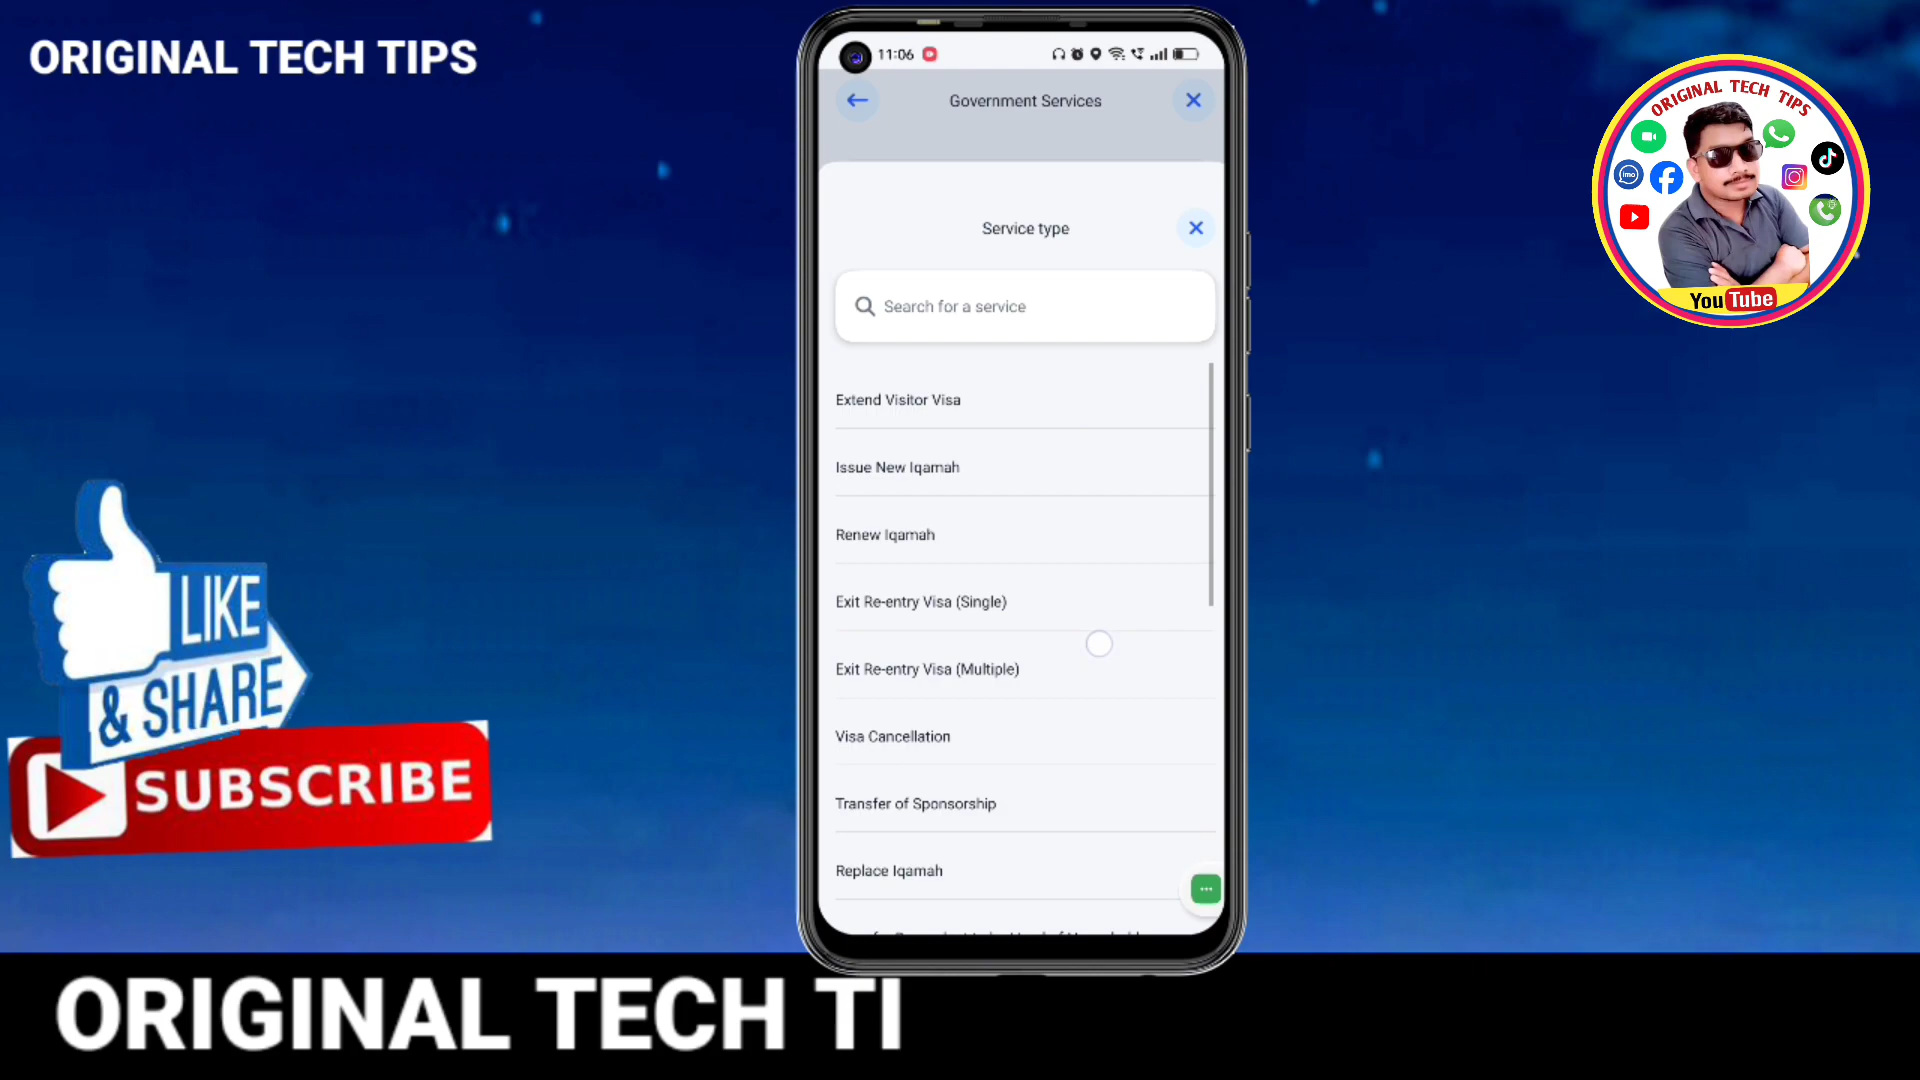 ORIGINAL TECH TIPS
11:06
Government Services
Service type
Search for a service
Extend Visitor Visa
Issue New Iqamah
Renew Iqamah
Exit Re-entry Visa (Single)
Exit Re-entry Visa (Multiple)
Visa Cancellation
Transfer of Sponsorship
Replace Iqamah
ORIGINAL TECH TIPS
imo
YouTube
LIKE
& SHARE
SUBSCRIBE
ORIGINAL TECH TI